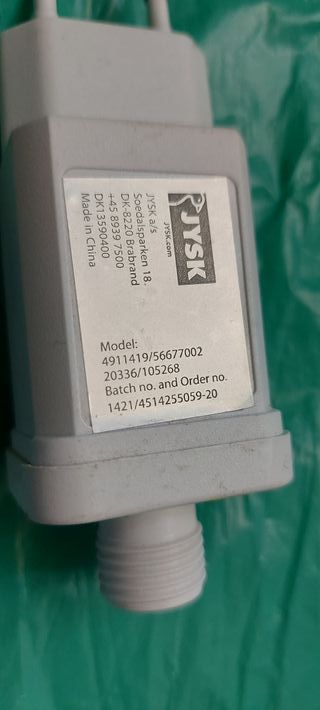 JYSK
JYSK.com
JYSK a/s
Soedalsparken 18.
DK-8220 Brabrand
+45 8939 7500
DK13590400
Made in China
Model:
4911419/56677002
20336/105268
Batch no. and Order no.
1421/4514255059-20